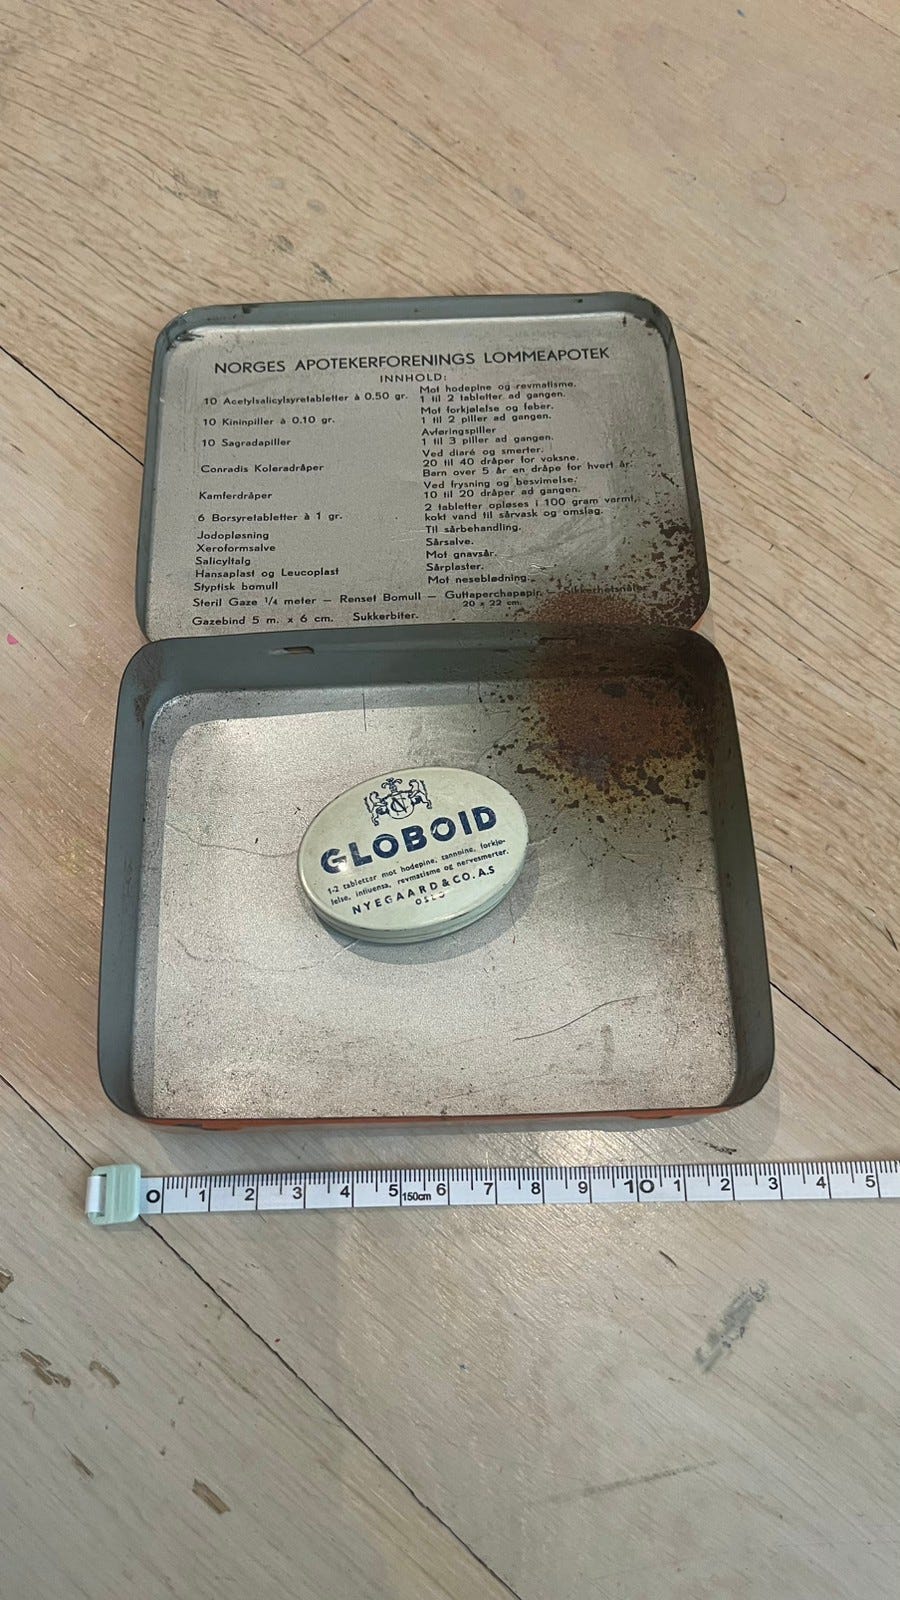 NORGES APOTEKERFORENINGS LOMMEAPOTEK
INNHOLD:
10 Acetylsalicylsyretabletter à 0.50 gr. Mot hodepine og revmatisme.
1 til 2 tabletter ad gangen.
10 Kininpiller à 0.10 gr. Mot forkjølelse og feber.
1 til 2 piller ad gangen.
10 Sagradapiller Avføringspiller
1 til 3 piller ad gangen.
Conradis Koleradråper Ved diaré og smerter.
20 til 40 dråper for voksne.
Barn over 5 år en dråpe for hvert år.
Kamferdråper Ved frysning og besvimelse.
10 til 20 dråper ad gangen.
6 Borsyretabletter à 1 gr. 2 tabletter opløses i 100 gram varmt,
kokt vand til sårvask og omslag.
Jodopløsning Til sårbehandling.
Xeroformsalve Sårsalve.
Salicyltalg Mot gnavsår.
Hansaplast og Leucoplast Sårplaster.
Styptisk bomull Mot neseblødning.
Steril Gaze 1/4 meter — Renset Bomull — Guttaperchapapir — Sikkerhetsnåler
20 x 22 cm.
Gazebind 5 m. x 6 cm. Sukkerbiter.
GLOBOID
1-2 tabletter mot hodepine, tannpine, forkjø-
lelse, influensa, revmatisme og nervesmerter.
NYEGAARD & CO. A.S
OSLO
0 1 2 3 4 5 150cm 6 7 8 9 10 1 2 3 4 5